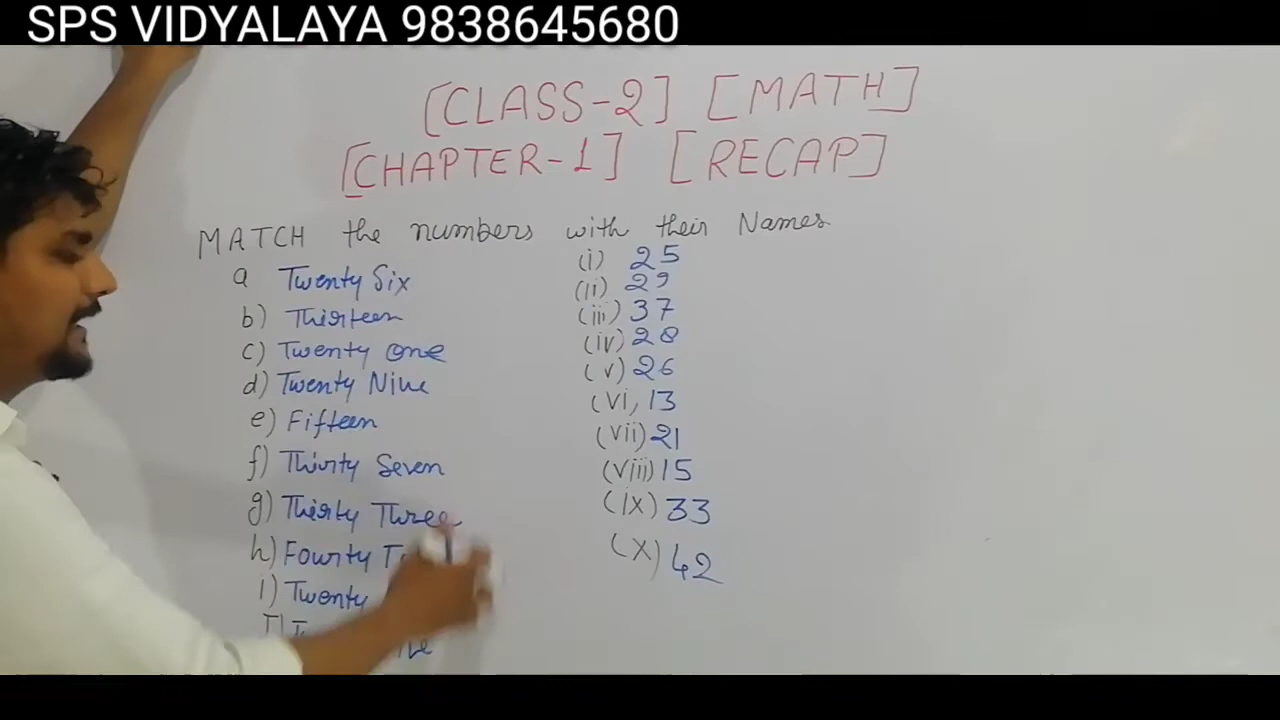 SPS VIDYALAYA 9838645680
[CLASS-2] [MATH]
[CHAPTER-1] [RECAP]
MATCH the numbers with their Names
a Twenty Six (i) 25
b) Thirteen (ii) 29
c) Twenty One (iii) 37
d) Twenty Nine (iv) 28
e) Fifteen (v) 26
f) Thirty Seven (vi) 13
g) Thirty Three (vii) 21
h) Fourty (viii) 15
i) Twenty (ix) 33
(x) 42